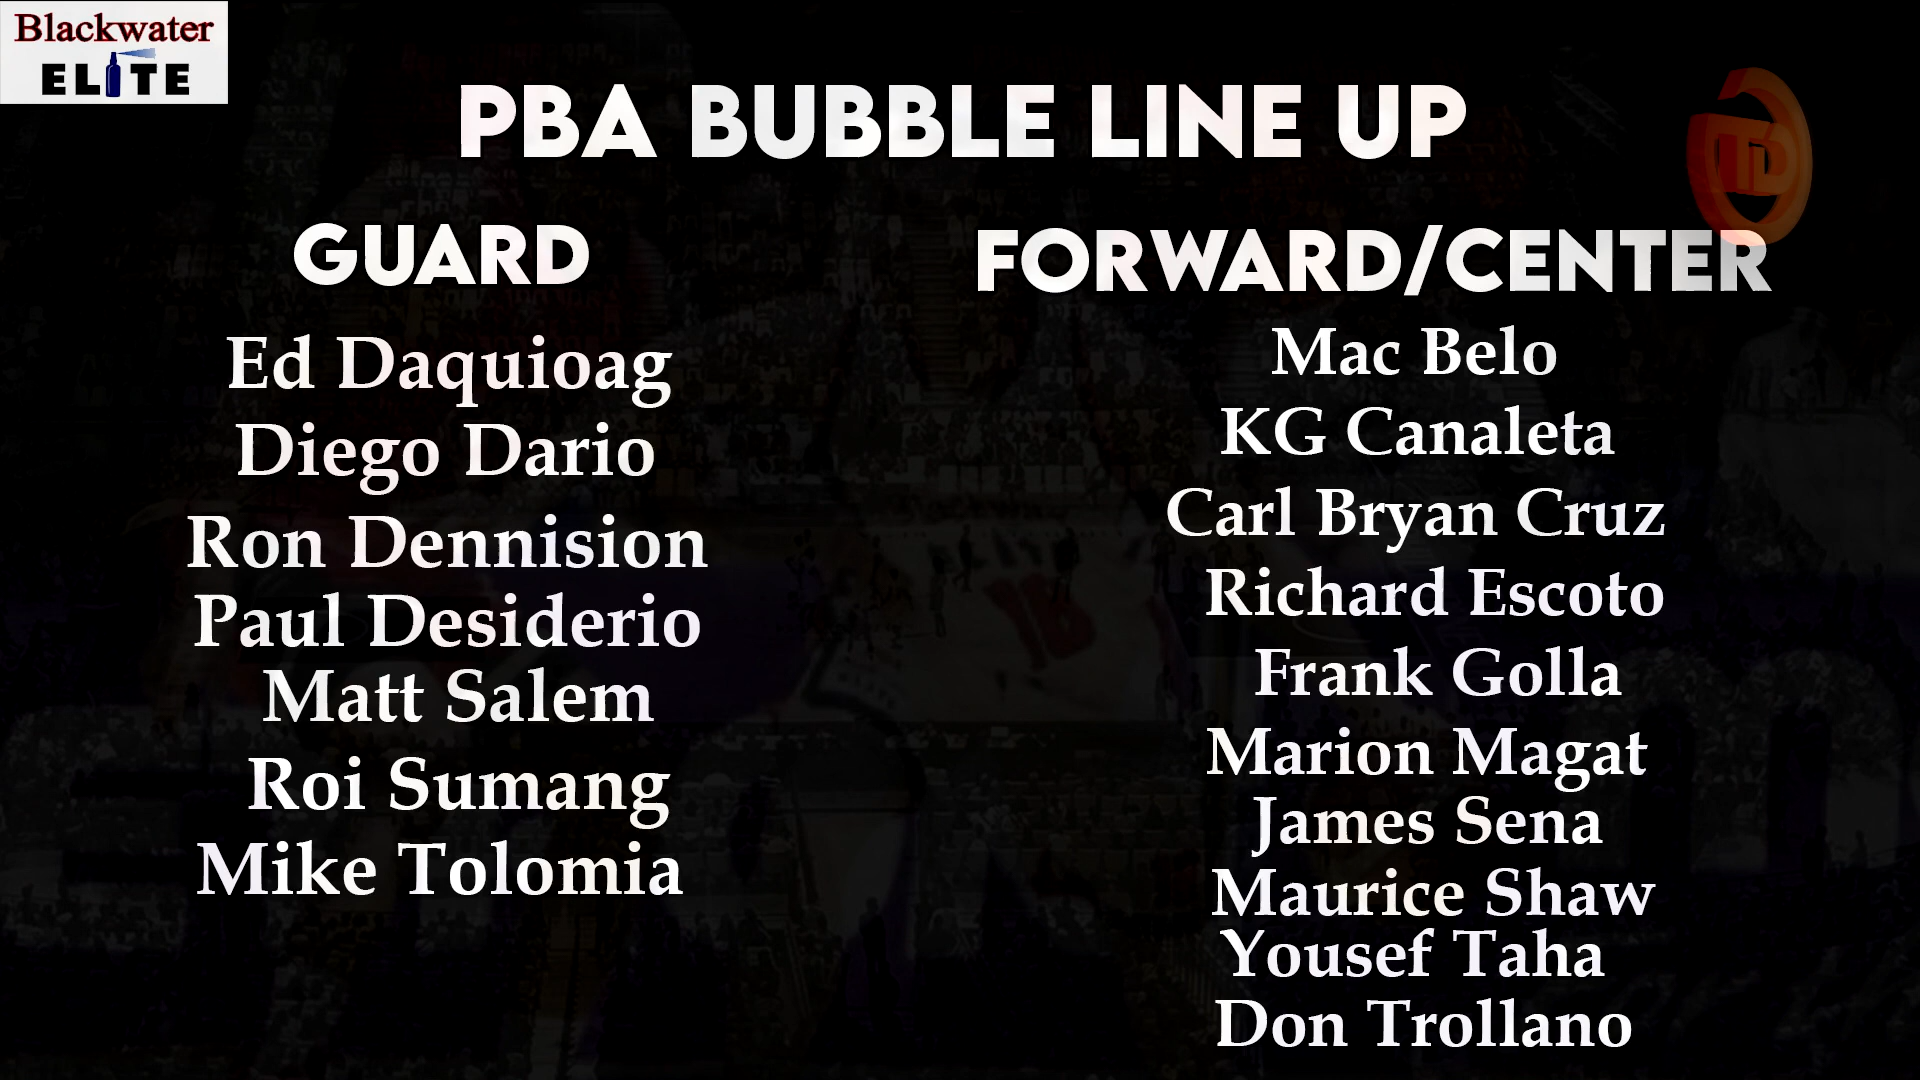 Blackwater
ELITE
PBA BUBBLE LINE UP
TD
GUARD
Ed Daquioag
Diego Dario
Ron Dennision
Paul Desiderio
Matt Salem
Roi Sumang
Mike Tolomia
FORWARD/CENTER
Mac Belo
KG Canaleta
Carl Bryan Cruz
Richard Escoto
Frank Golla
Marion Magat
James Sena
Maurice Shaw
Yousef Taha
Don Trollano